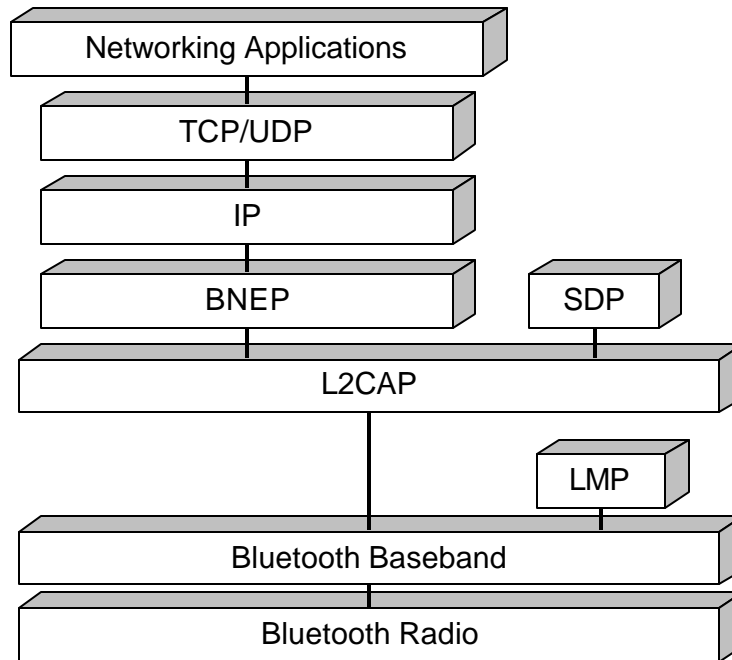 Networking Applications
TCP/UDP
IP
BNEP
SDP
L2CAP
LMP
Bluetooth Baseband
Bluetooth Radio